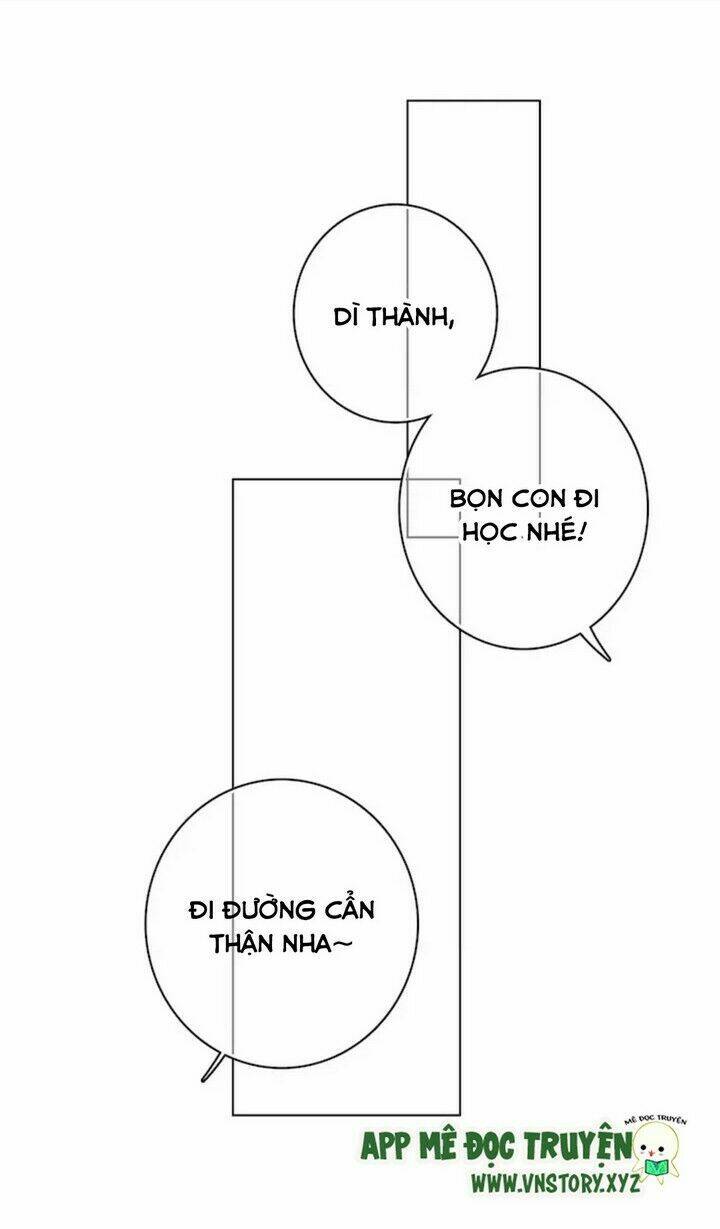 DÌ THÀNH,
BỌN CON ĐI
HỌC NHÉ!
ĐI ĐƯỜNG CẨN
THẬN NHA~
MÊ ĐỌC TRUYỆN
APP MÊ ĐỌC TRUYỆN
WWW.VNSTORY.XYZ